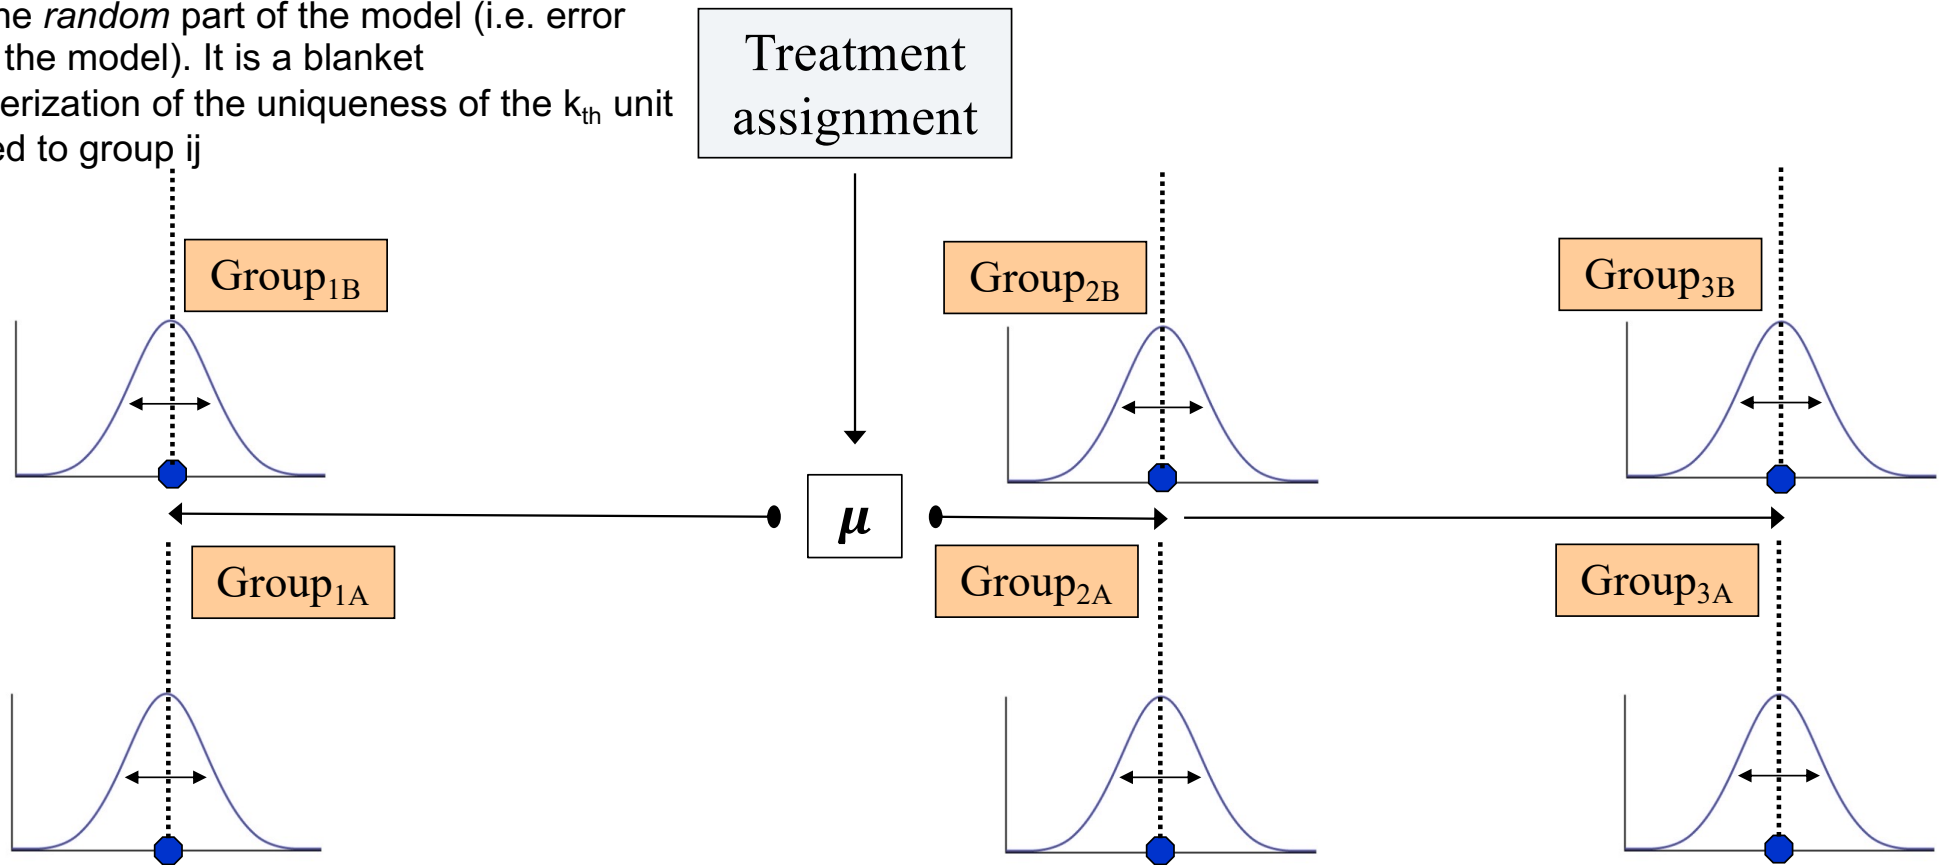 ne random part of the model (i.e. error
the model). It is a blanket
erization of the uniqueness of the kth unit
ed to group ij
Treatment
assignment
Group1B
Group2B
Group3B
μ
Group1A
Group2A
Group3A